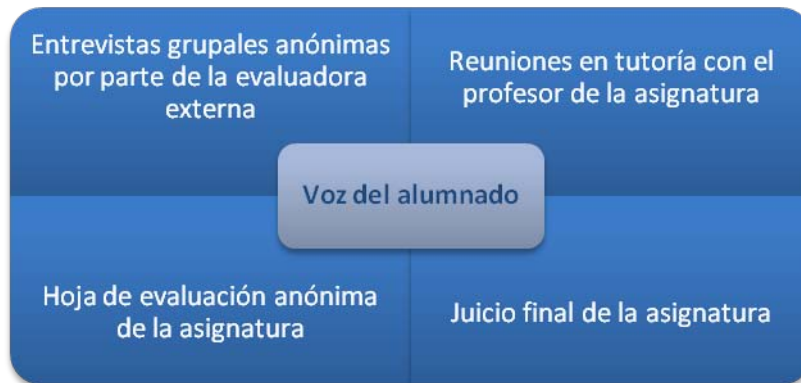 Entrevistas grupales anónimas
por parte de la evaluadora
externa
Reuniones en tutoría con el
profesor de la asignatura
Voz del alumnado
Hoja de evaluación anónima
de la asignatura
Juicio final de la asignatura